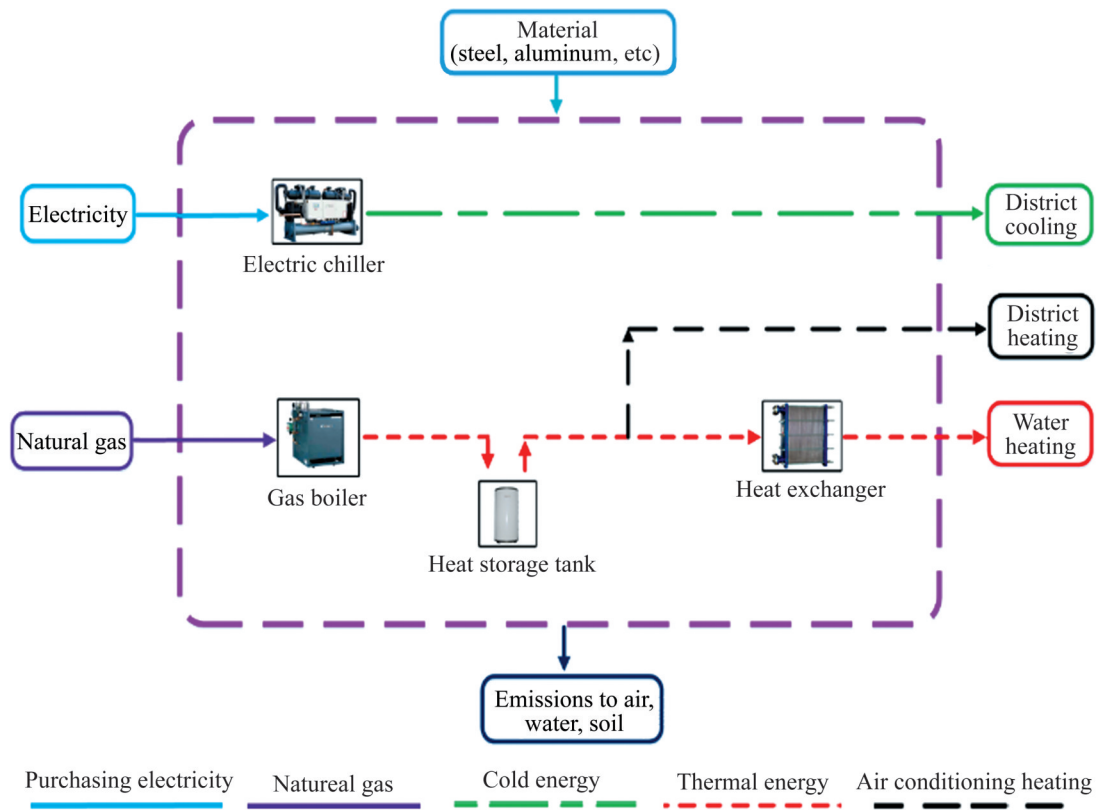 Material
(steel, aluminum, etc)
Electricity
Electric chiller
District
cooling
District
heating
Natural gas
Gas boiler
Heat storage tank
Heat exchanger
Water
heating
Emissions to air,
water, soil
Purchasing electricity
Natureal gas
Cold energy
Thermal energy
Air conditioning heating